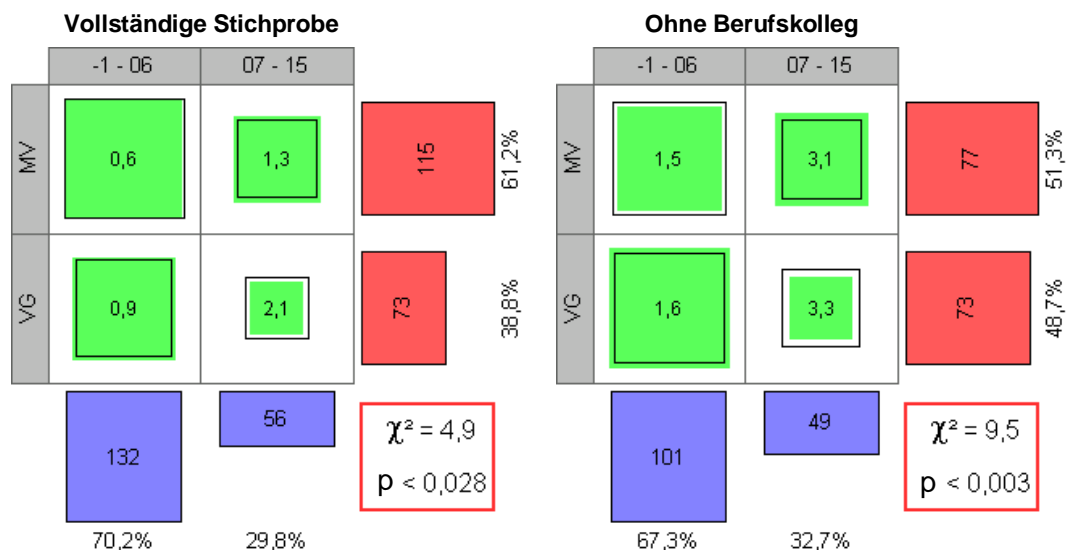 Vollständige Stichprobe
-1 - 06 07 - 15
MV 0,6 1,3 115 61,2%
VG 0,9 2,1 73 38,8%
132 56
χ² = 4,9
p < 0,028
70,2% 29,8%
Ohne Berufskolleg
-1 - 06 07 - 15
MV 1,5 3,1 77 51,3%
VG 1,6 3,3 73 48,7%
101 49
χ² = 9,5
p < 0,003
67,3% 32,7%